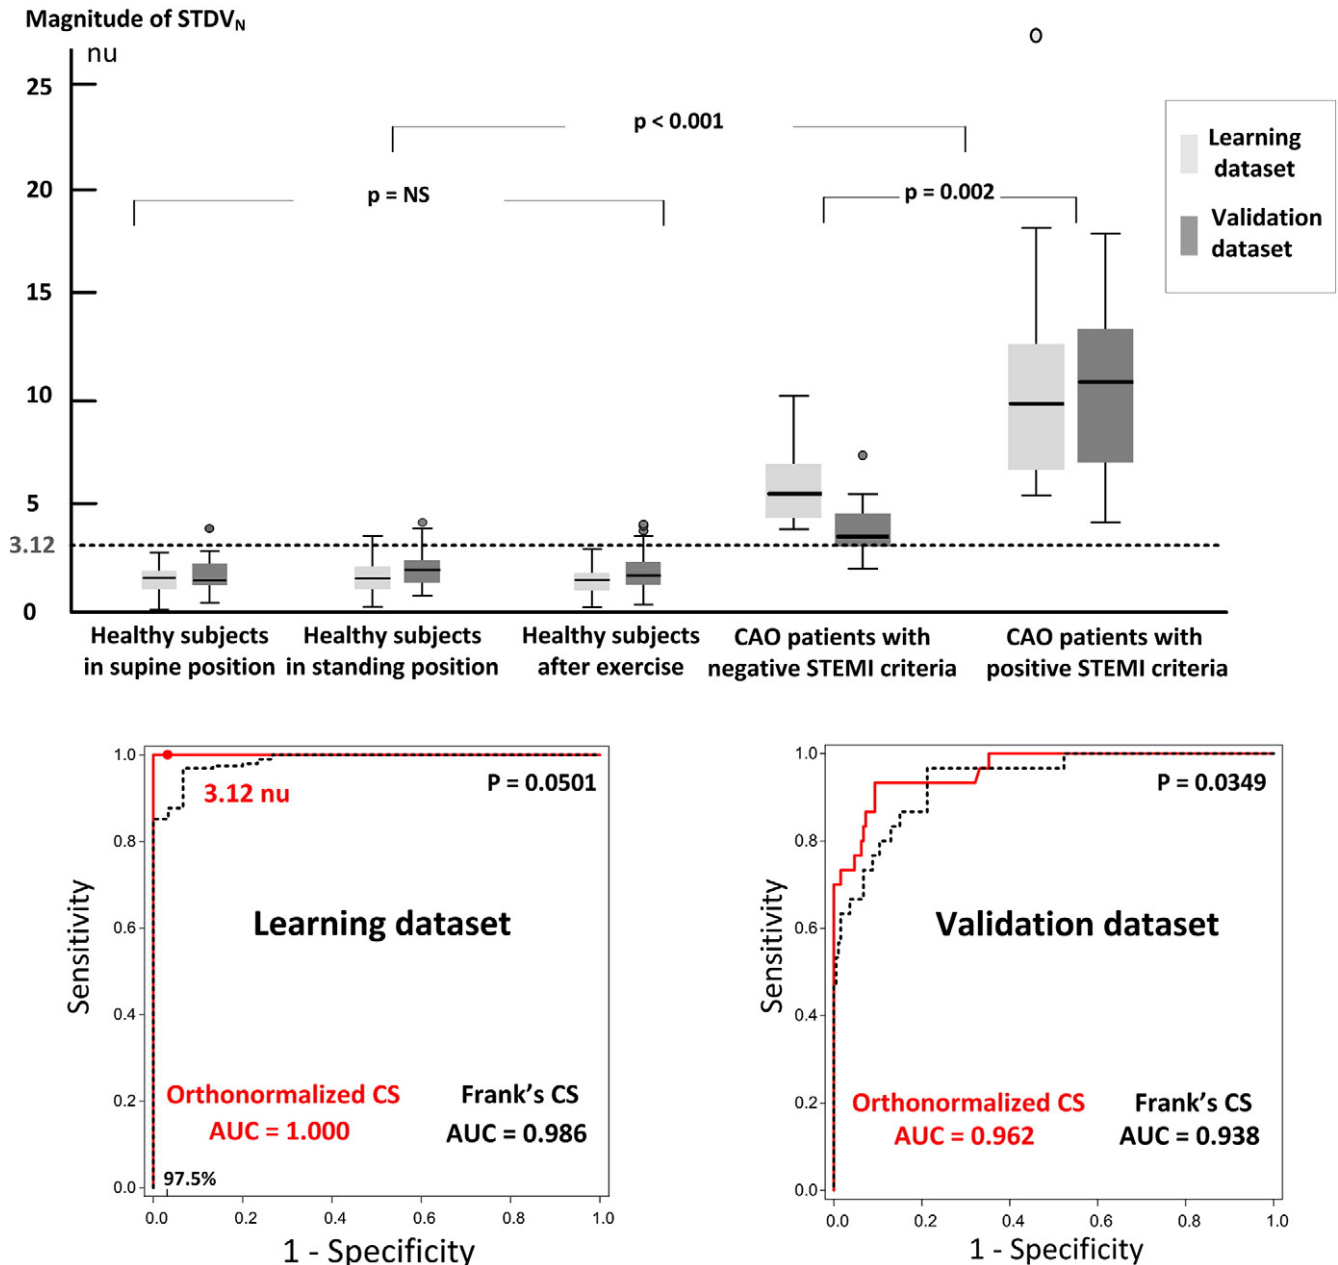 Magnitude of STDVN
nu
25
20
15
10
5
3.12
0
p < 0.001
p = NS
p = 0.002
Learning
dataset
Validation
dataset
Healthy subjects
in supine position
Healthy subjects
in standing position
Healthy subjects
after exercise
CAO patients with
negative STEMI criteria
CAO patients with
positive STEMI criteria
1.0
0.8
0.6
0.4
0.2
0.0
Sensitivity
3.12 nu
P = 0.0501
Learning dataset
Orthonormalized CS
AUC = 1.000
Frank's CS
AUC = 0.986
97.5%
0.0 0.2 0.4 0.6 0.8 1.0
1 - Specificity
1.0
0.8
0.6
0.4
0.2
0.0
Sensitivity
P = 0.0349
Validation dataset
Orthonormalized CS
AUC = 0.962
Frank's CS
AUC = 0.938
0.0 0.2 0.4 0.6 0.8 1.0
1 - Specificity